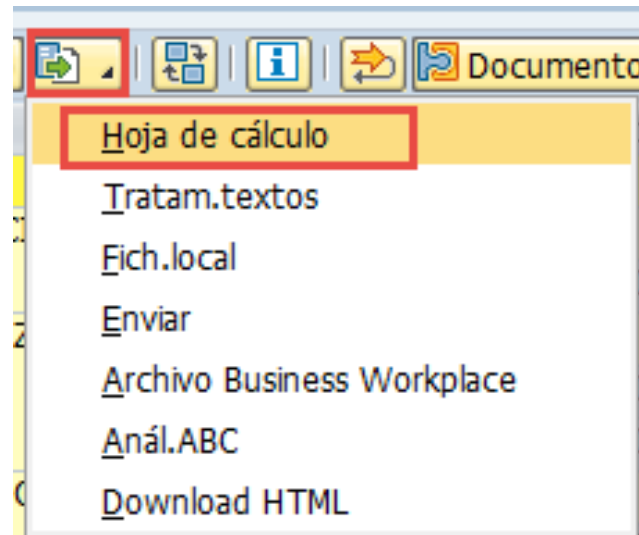 Documento
Hoja de cálculo
Tratam.textos
Fich.local
Enviar
Archivo Business Workplace
Anál.ABC
Download HTML